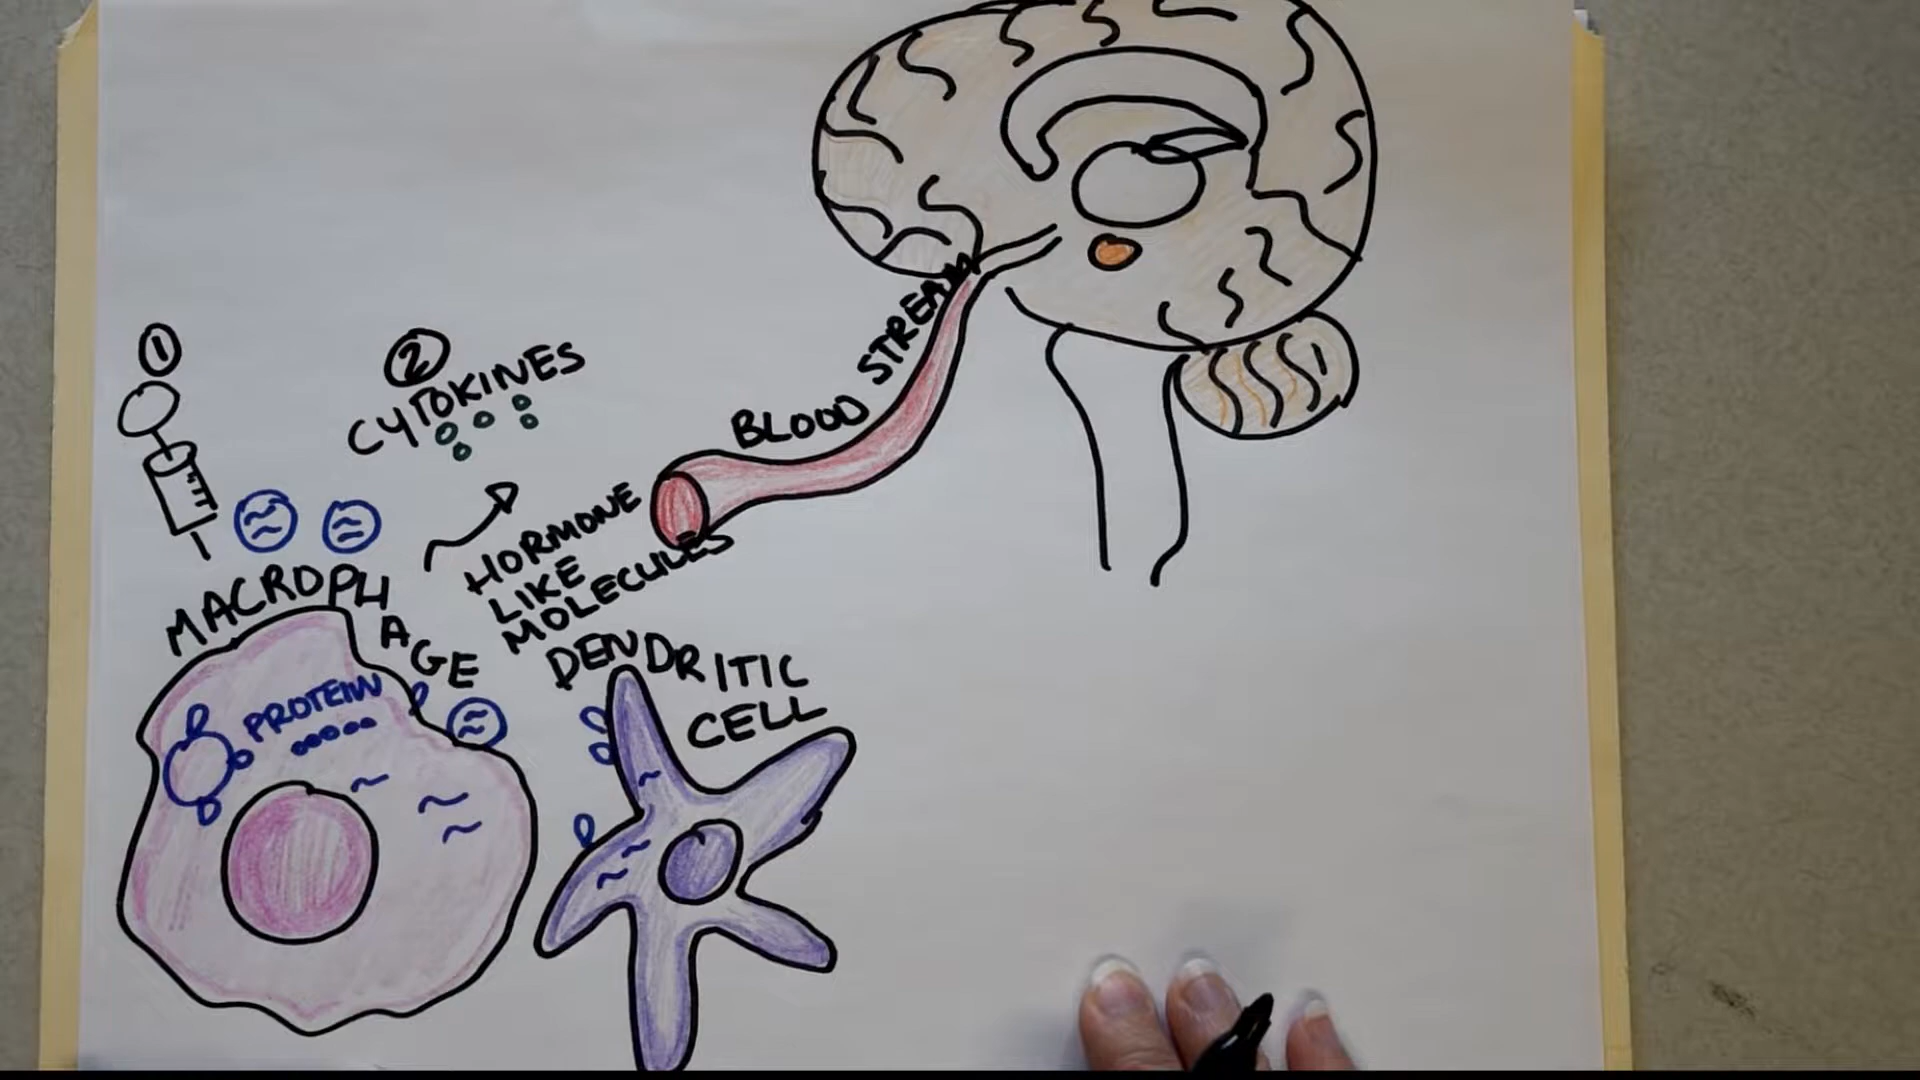 ①
②
CYTOKINES
BLOOD STREAM
HORMONE
LIKE
MOLECULES
MACROPHAGE
PROTEIN
DENDRITIC
CELL